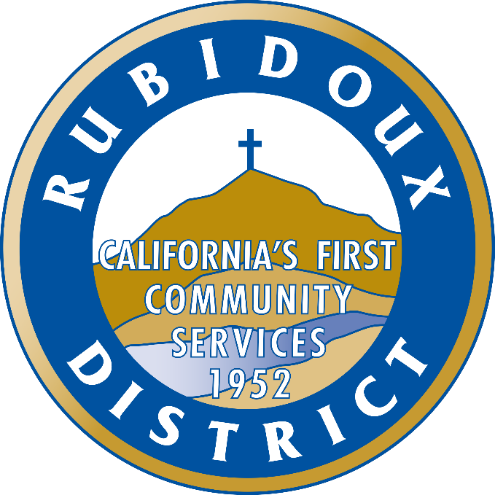 RUBIDOUX
CALIFORNIA'S FIRST
COMMUNITY
SERVICES
1952
DISTRICT